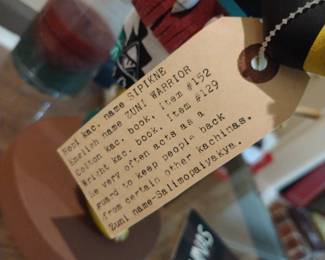 Hopi kac. name SIPIKNE
English name ZUNI WARRIOR
Colton kac. book. Item #152
Wright kac. book. Item #129
He very often acts as a
guard to keep people back
from certain other kachinas.
Zuni name-Salimopaiyakya.